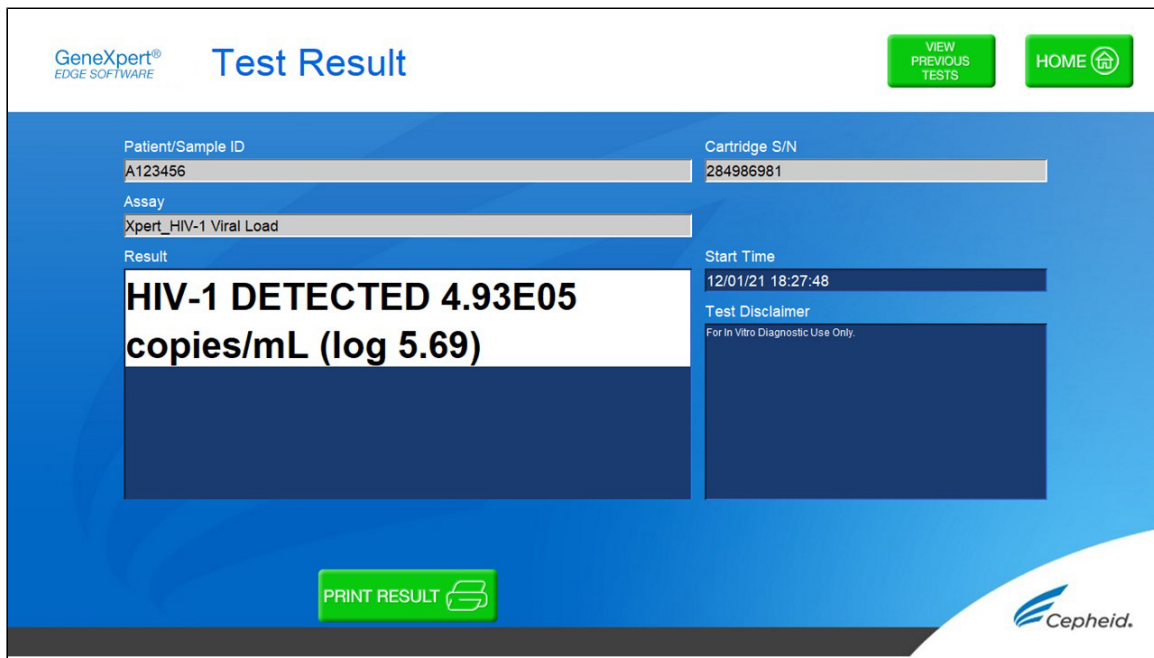 GeneXpert®
EDGE SOFTWARE
Test Result
VIEW
PREVIOUS
TESTS
HOME
Patient/Sample ID
A123456
Cartridge S/N
284986981
Assay
Xpert_HIV-1 Viral Load
Result
HIV-1 DETECTED 4.93E05
copies/mL (log 5.69)
Start Time
12/01/21 18:27:48
Test Disclaimer
For In Vitro Diagnostic Use Only.
PRINT RESULT
Cepheid.